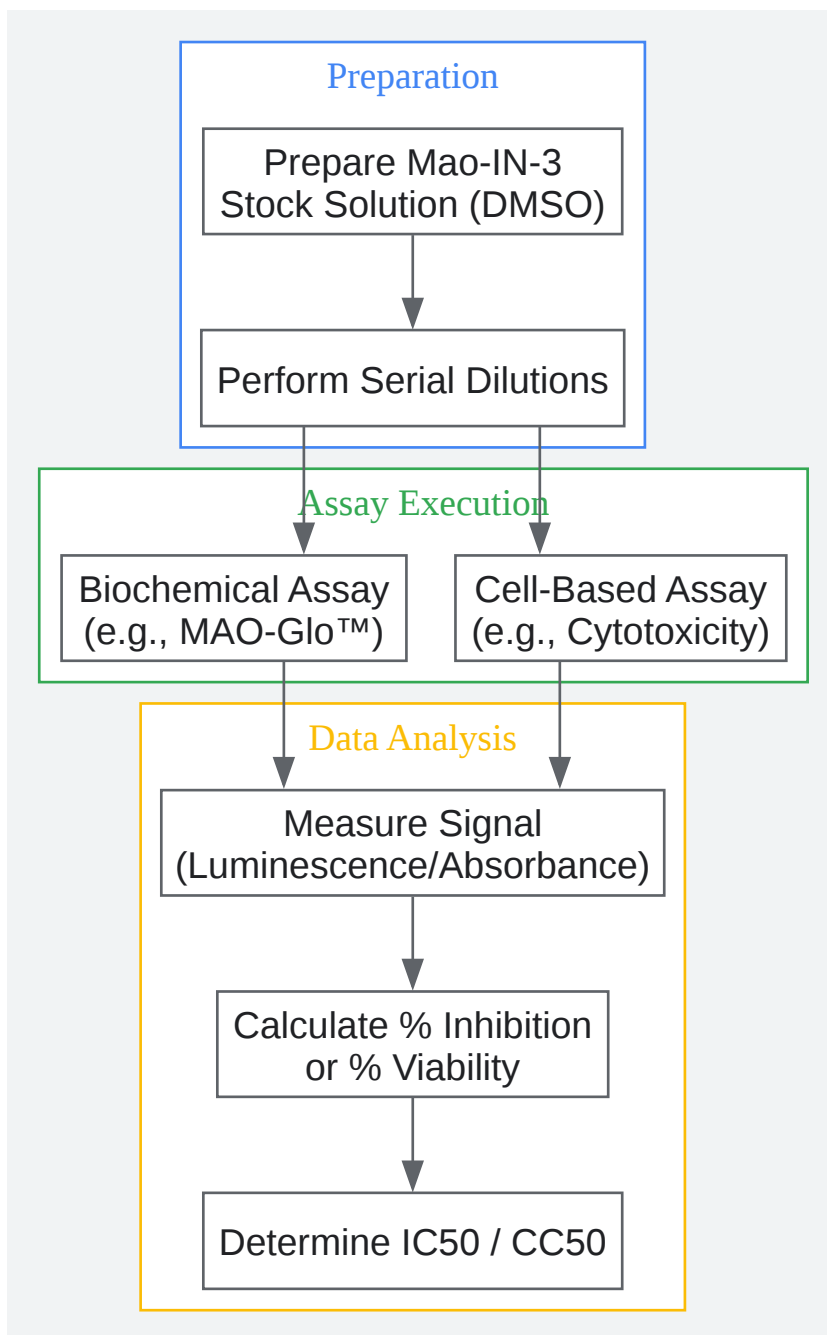 Preparation
Prepare Mao-IN-3
Stock Solution (DMSO)
Perform Serial Dilutions
Assay Execution
Biochemical Assay
(e.g., MAO-Glo™)
Cell-Based Assay
(e.g., Cytotoxicity)
Data Analysis
Measure Signal
(Luminescence/Absorbance)
Calculate % Inhibition
or % Viability
Determine IC50 / CC50